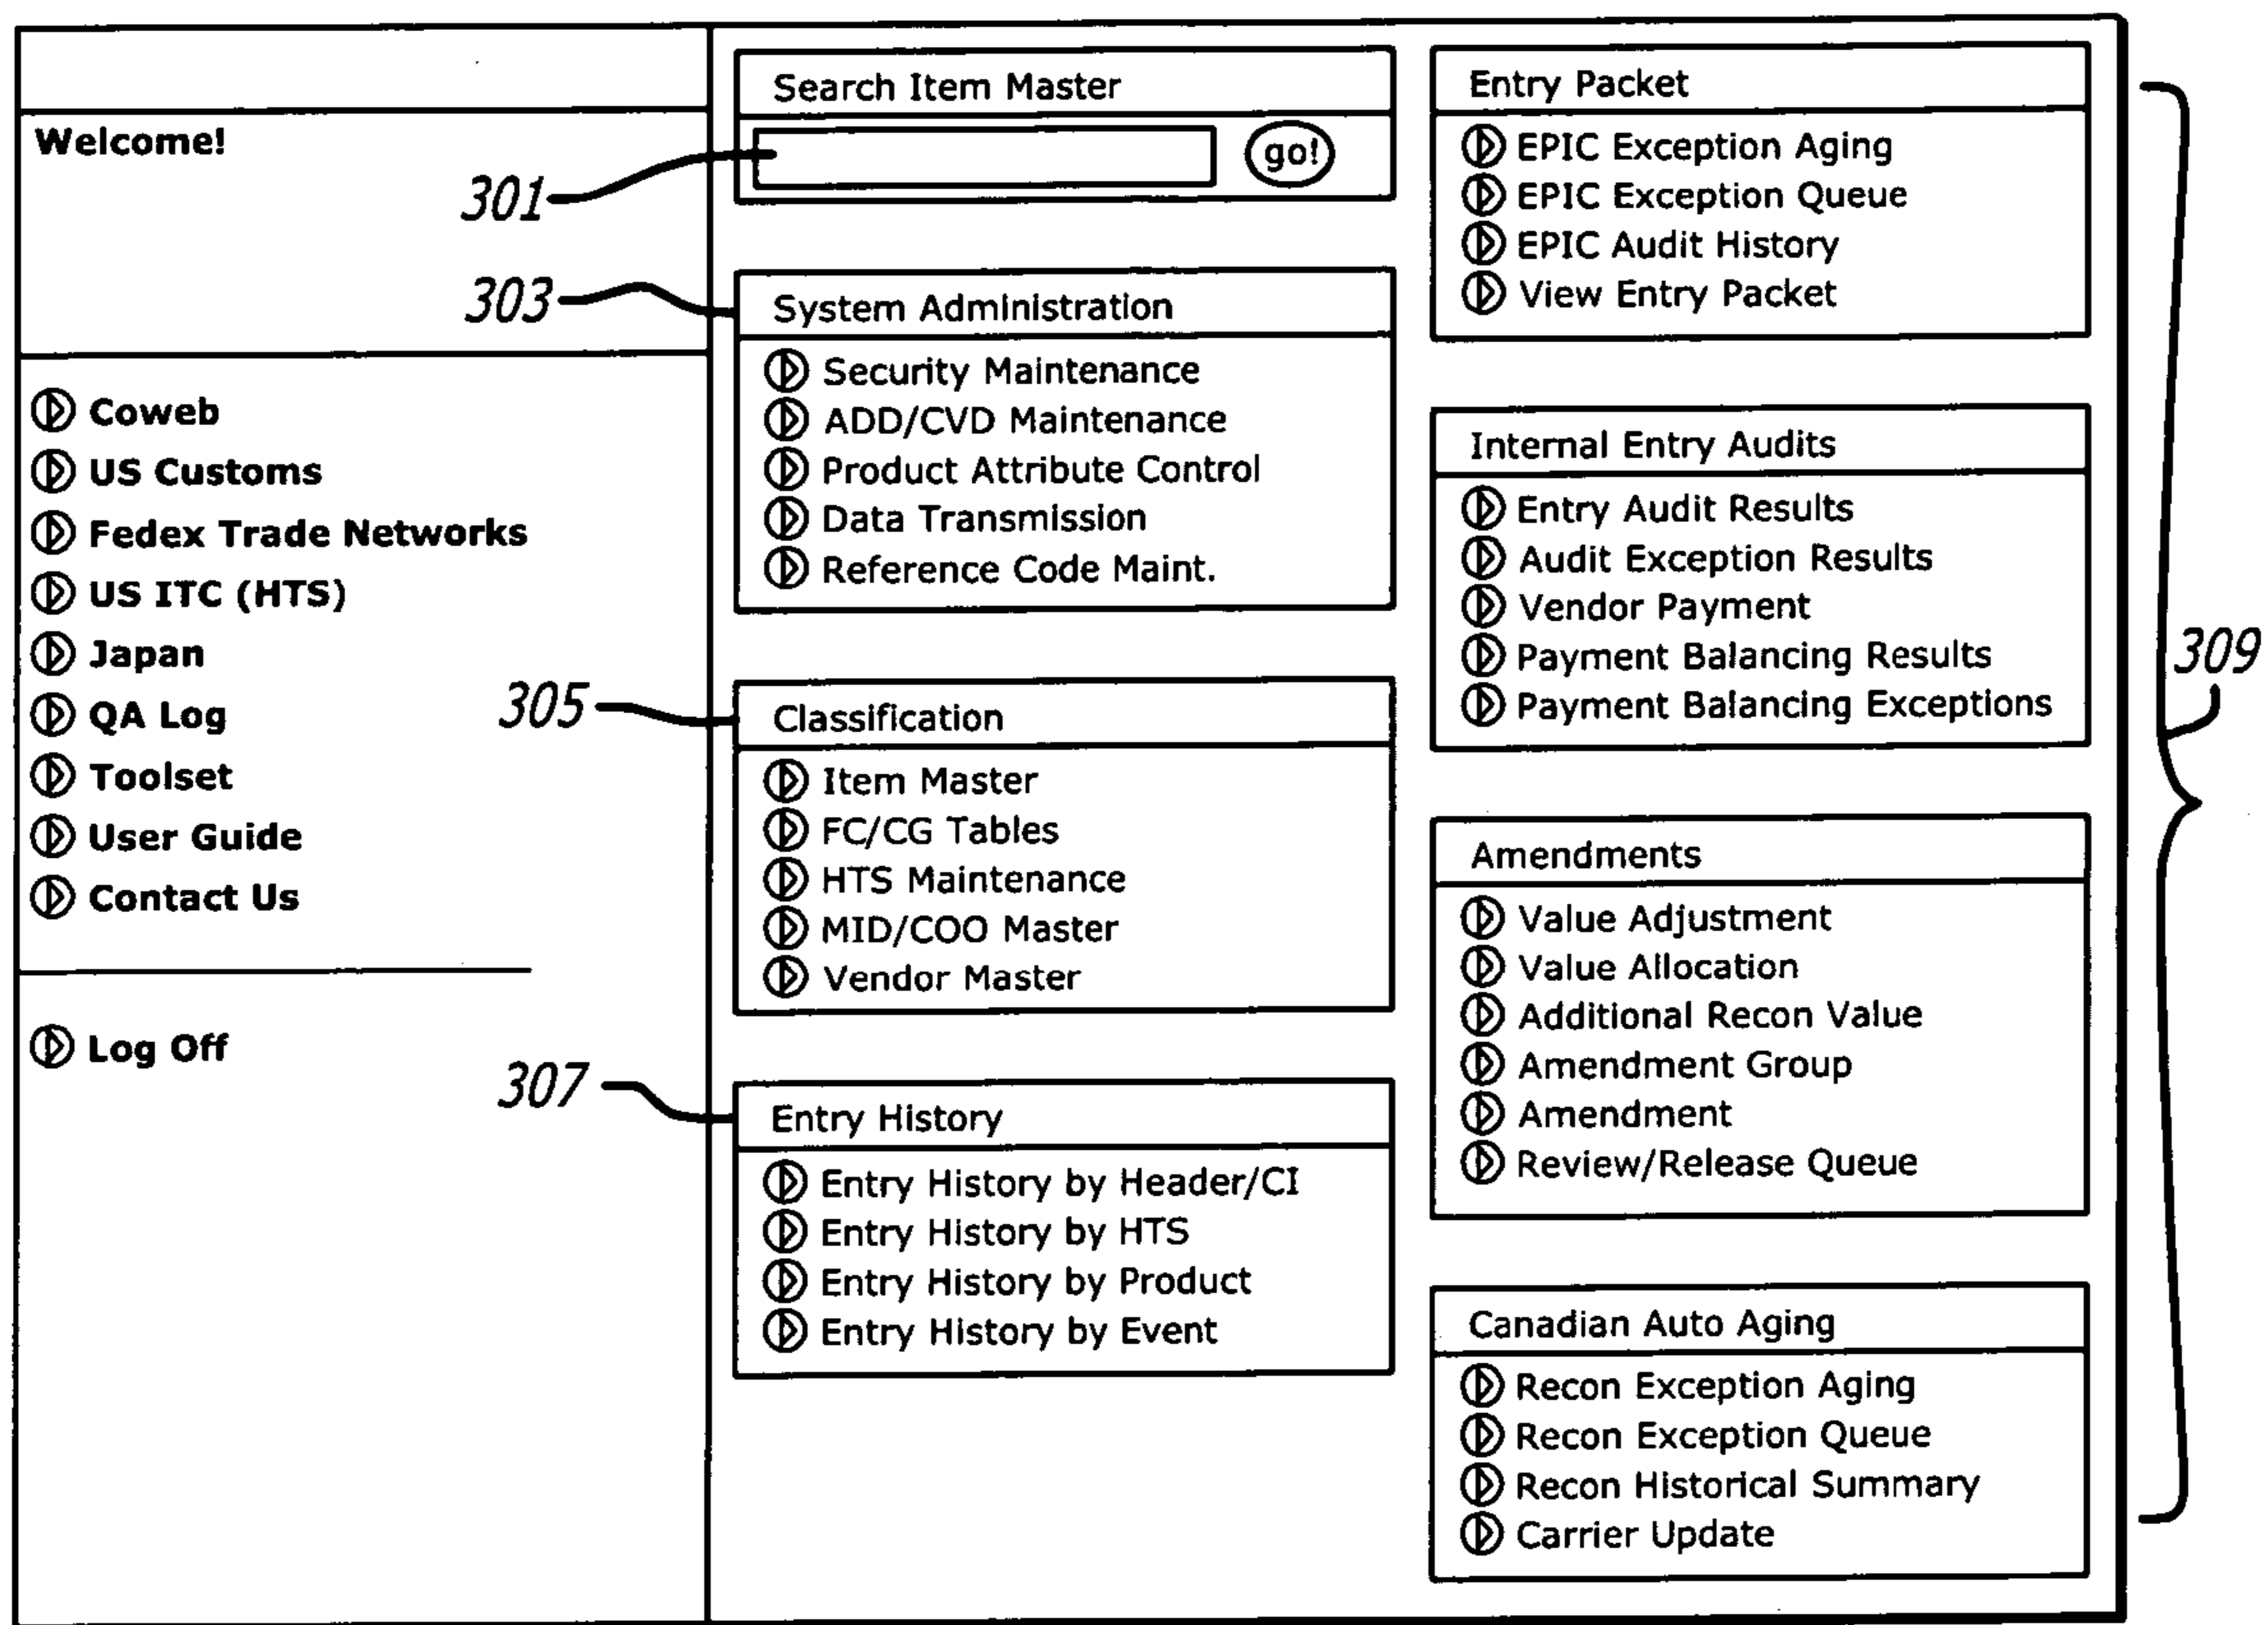 Welcome!
Coweb
US Customs
Fedex Trade Networks
US ITC (HTS)
Japan
QA Log
Toolset
User Guide
Contact Us
Log Off
301
Search Item Master
go!
303
System Administration
Security Maintenance
ADD/CVD Maintenance
Product Attribute Control
Data Transmission
Reference Code Maint.
305
Classification
Item Master
FC/CG Tables
HTS Maintenance
MID/COO Master
Vendor Master
307
Entry History
Entry History by Header/CI
Entry History by HTS
Entry History by Product
Entry History by Event
Entry Packet
EPIC Exception Aging
EPIC Exception Queue
EPIC Audit History
View Entry Packet
Internal Entry Audits
Entry Audit Results
Audit Exception Results
Vendor Payment
Payment Balancing Results
Payment Balancing Exceptions
Amendments
Value Adjustment
Value Allocation
Additional Recon Value
Amendment Group
Amendment
Review/Release Queue
Canadian Auto Aging
Recon Exception Aging
Recon Exception Queue
Recon Historical Summary
Carrier Update
309